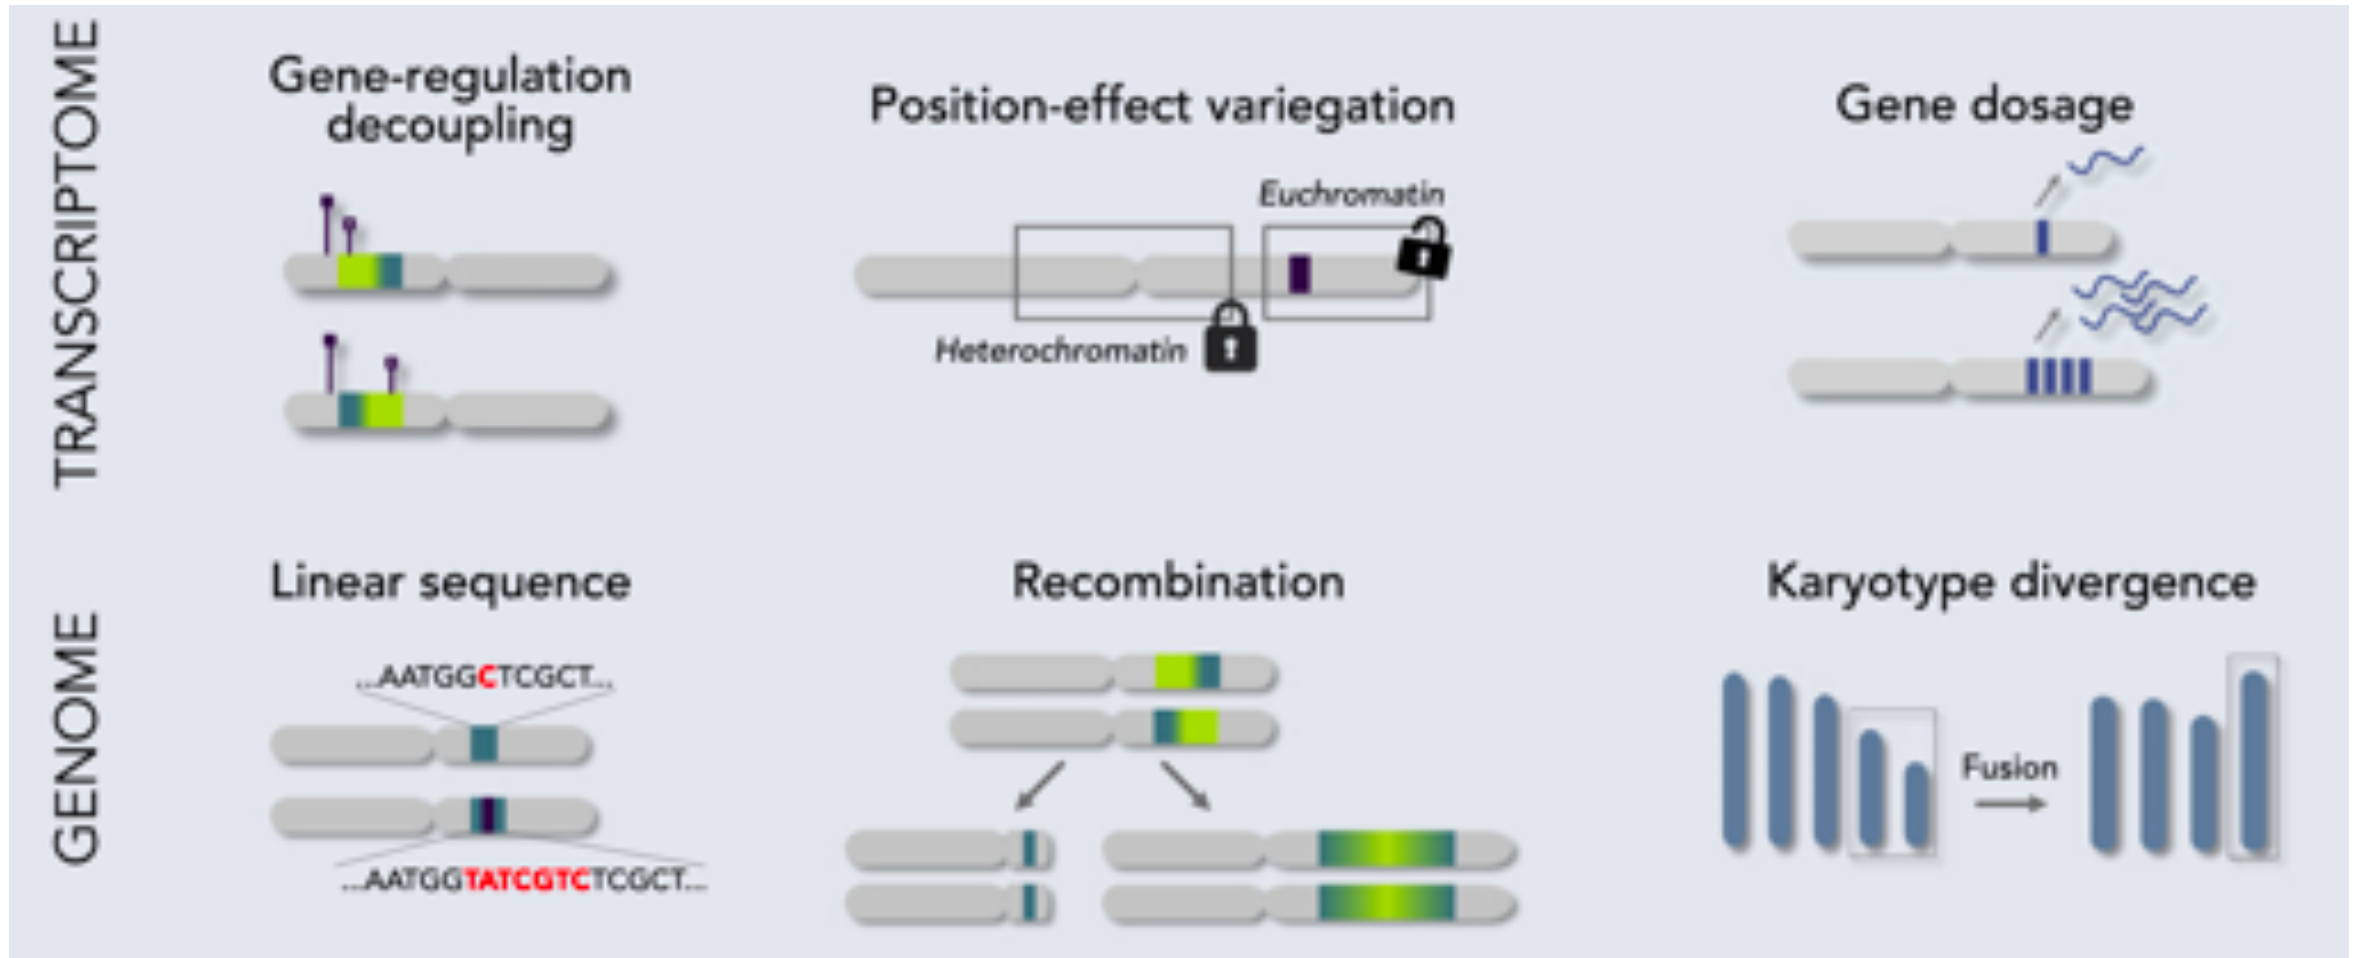 TRANSCRIPTOME
Gene-regulation
decoupling
Position-effect variegation
Euchromatin
Heterochromatin
Gene dosage
GENOME
Linear sequence
...AATGGCTCGCT...
...AATGGTATCGTCTCGCT...
Recombination
Karyotype divergence
Fusion